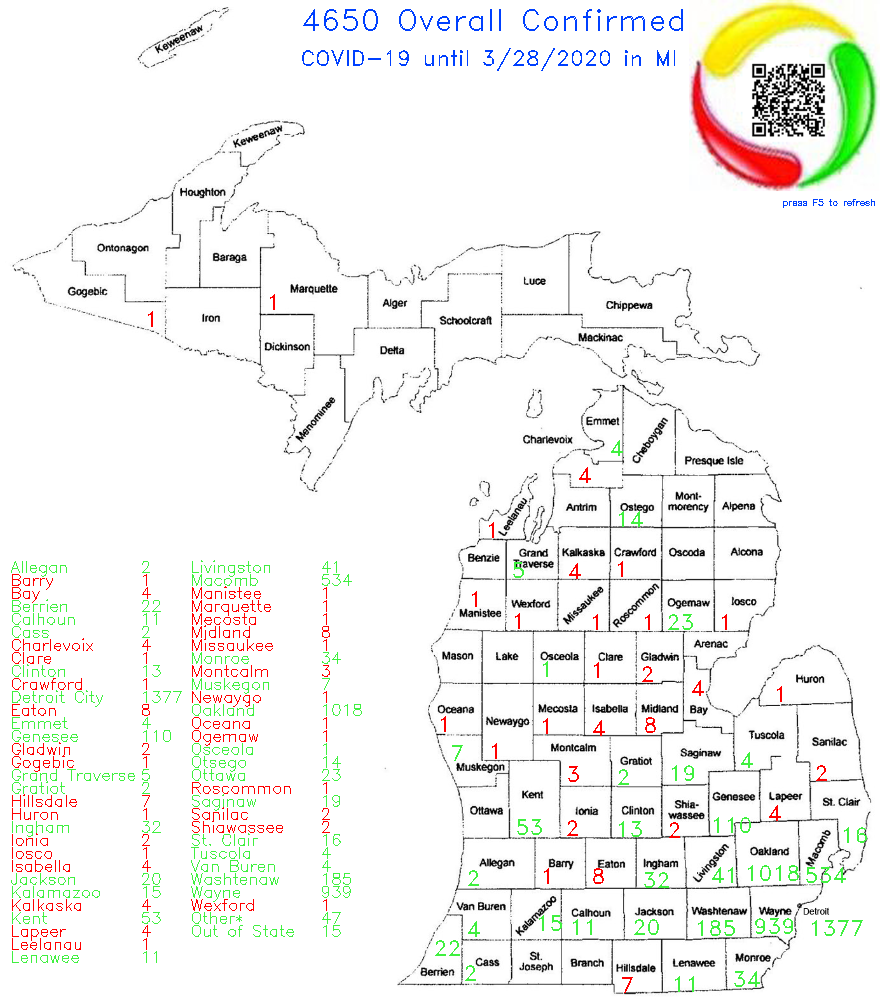 4650 Overall Confirmed
COVID-19 until 3/28/2020 in MI
press F5 to refresh
Keweenaw
Keweenaw
Houghton
Ontonagon
Baraga
Gogebic
1
Iron
Marquette
1
Dickinson
Menominee
Alger
Delta
Schoolcraft
Luce
Chippewa
Mackinac
Emmet
4
Charlevoix
4
Cheboygan
Presque Isle
Leelanau
1
Antrim
Ostego
14
Mont-
morency
Alpena
Benzie
Grand
Traverse
5
Kalkaska
4
Crawford
1
Oscoda
Alcona
Manistee
1
Wexford
1
Missaukee
1
Roscommon
1
Ogemaw
23
Iosco
1
Mason
Lake
Osceola
1
Clare
1
Gladwin
2
Arenac
Oceana
1
Newaygo
1
Mecosta
1
Isabella
4
Midland
8
Bay
4
Huron
1
Muskegon
7
Montcalm
3
Gratiot
2
Saginaw
19
Tuscola
4
Sanilac
2
Ottawa
Kent
53
Ionia
2
Clinton
13
Shia-
wassee
2
Genesee
110
Lapeer
4
St. Clair
16
Allegan
2
Barry
1
Eaton
8
Ingham
32
Livingston
41
Oakland
1018
Macomb
534
Van Buren
4
Kalamazoo
15
Calhoun
11
Jackson
20
Washtenaw
185
Wayne
939
Detroit
1377
Berrien
22
Cass
2
St.
Joseph
Branch
Hillsdale
7
Lenawee
11
Monroe
34
Allegan 2
Barry 1
Bay 4
Berrien 22
Calhoun 11
Cass 2
Charlevoix 4
Clare 1
Clinton 13
Crawford 1
Detroit City 1377
Eaton 8
Emmet 4
Genesee 110
Gladwin 2
Gogebic 1
Grand Traverse 5
Gratiot 2
Hillsdale 7
Huron 1
Ingham 32
Ionia 2
Iosco 1
Isabella 4
Jackson 20
Kalamazoo 15
Kalkaska 4
Kent 53
Lapeer 4
Leelanau 1
Lenawee 11
Livingston 41
Macomb 534
Manistee 1
Marquette 1
Mecosta 1
Midland 8
Missaukee 1
Monroe 34
Montcalm 3
Muskegon 7
Newaygo 1
Oakland 1018
Oceana 1
Ogemaw 1
Osceola 1
Otsego 14
Ottawa 23
Roscommon 1
Saginaw 19
Sanilac 2
Shiawassee 2
St. Clair 16
Tuscola 4
Van Buren 4
Washtenaw 185
Wayne 939
Wexford 1
Other* 47
Out of State 15